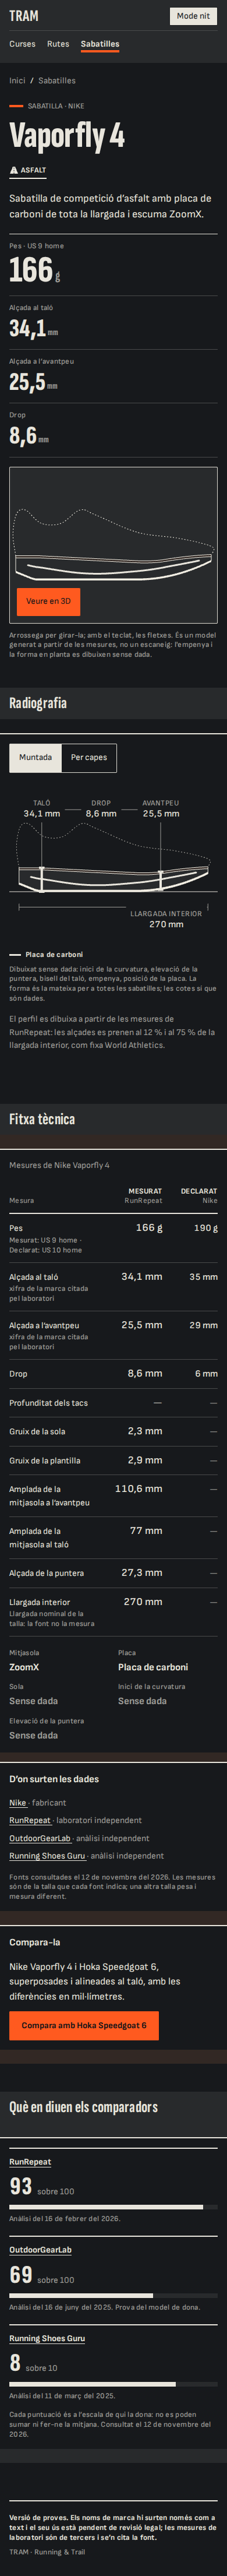 TRAM
Mode nit
Curses Rutes Sabatilles
Inici / Sabatilles
SABATILLA · NIKE
Vaporfly 4
ASFALT
Sabatilla de competició d'asfalt amb placa de
carboni de tota la llargada i escuma ZoomX.
Pes · US 9 home
166 g
Alçada al taló
34,1 mm
Alçada a l'avantpeu
25,5 mm
Drop
8,6 mm
Veure en 3D
Arrossega per girar-la; amb el teclat, les fletxes. És un model
generat a partir de les mesures, no un escaneig: l'empenya i
la forma en planta es dibuixen sense dada.
Radiografia
Muntada Per capes
TALÓ DROP AVANTPEU
34,1 mm 8,6 mm 25,5 mm
LLARGADA INTERIOR
270 mm
Placa de carboni
Dibuixat sense dada: inici de la curvatura, elevació de la
puntera, bisell del taló, empenya, posició de la placa. La
forma és la mateixa per a totes les sabatilles; les cotes sí que
són dades.
El perfil es dibuixa a partir de les mesures de
RunRepeat: les alçades es prenen al 12 % i al 75 % de la
llargada interior, com fixa World Athletics.
Fitxa tècnica
Mesures de Nike Vaporfly 4
Mesura MESURAT RunRepeat DECLARAT Nike
Pes 166 g 190 g
Mesurat: US 9 home ·
Declarat: US 10 home
Alçada al taló 34,1 mm 35 mm
xifra de la marca citada
pel laboratori
Alçada a l'avantpeu 25,5 mm 29 mm
xifra de la marca citada
pel laboratori
Drop 8,6 mm 6 mm
Profunditat dels tacs — —
Gruix de la sola 2,3 mm —
Gruix de la plantilla 2,9 mm —
Amplada de la 110,6 mm —
mitjasola a l'avantpeu
Amplada de la 77 mm —
mitjasola al taló
Alçada de la puntera 27,3 mm —
Llargada interior 270 mm —
Llargada nominal de la
talla: la forma no la mesura
Mitjasola Placa
ZoomX Placa de carboni
Sola Inici de la curvatura
Sense dada Sense dada
Elevació de la puntera
Sense dada
D'on surten les dades
Nike · fabricant
RunRepeat · laboratori independent
OutdoorGearLab · anàlisi independent
Running Shoes Guru · anàlisi independent
Fonts consultades el 12 de novembre del 2026. Les mesures
són de la talla que cada font indica; una altra talla pesa i
mesura diferent.
Compara-la
Nike Vaporfly 4 i Hoka Speedgoat 6,
superposades i alineades al taló, amb les
diferències en mil·límetres.
Compara amb Hoka Speedgoat 6
Què en diuen els comparadors
RunRepeat
93 sobre 100
Anàlisi del 16 de febrer del 2026.
OutdoorGearLab
69 sobre 100
Anàlisi del 16 de juny del 2025. Prova del model de dona.
Running Shoes Guru
8 sobre 10
Anàlisi del 11 de març del 2025.
Cada puntuació és a l'escala de qui la dona: no es poden
sumar ni fer-ne la mitjana. Consultat el 12 de novembre del
2026.
Versió de proves. Els noms de marca hi surten només com a
text i el seu ús està pendent de revisió legal; les mesures de
laboratori són de tercers i se'n cita la font.
TRAM · Running & Trail